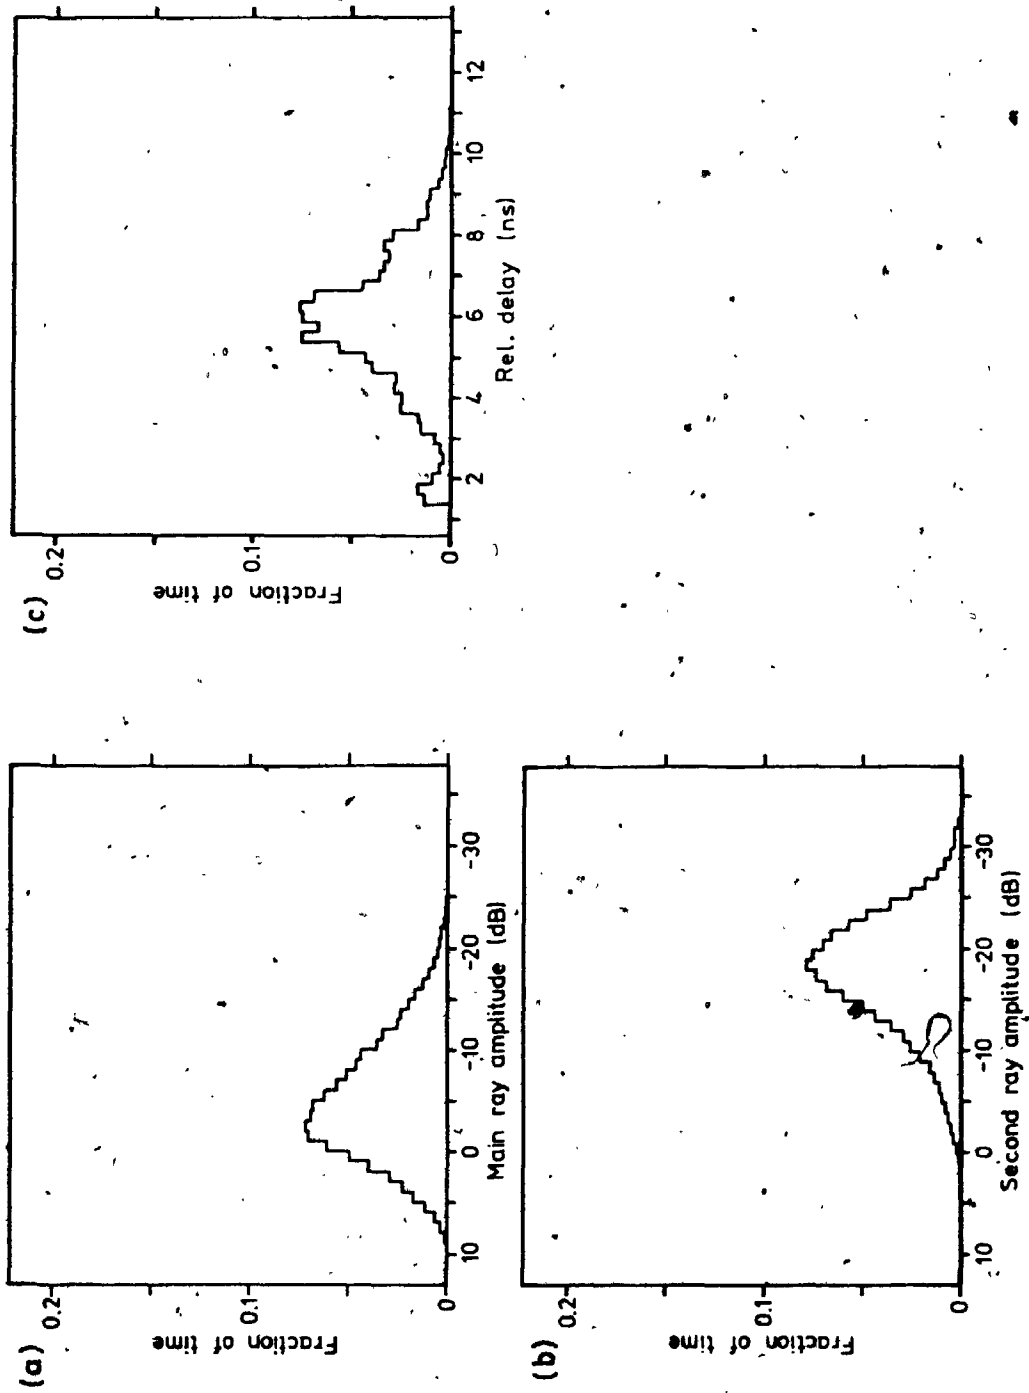 (a)
Fraction of time
0.2
0.1
0
10 0 -10 -20 -30
Main ray amplitude (dB)
(b)
Fraction of time
0.2
0.1
0
10 0 -10 -20 -30
Second ray amplitude (dB)
(c)
Fraction of time
0.2
0.1
0
2 4 6 8 10 12
Rel. delay (ns)